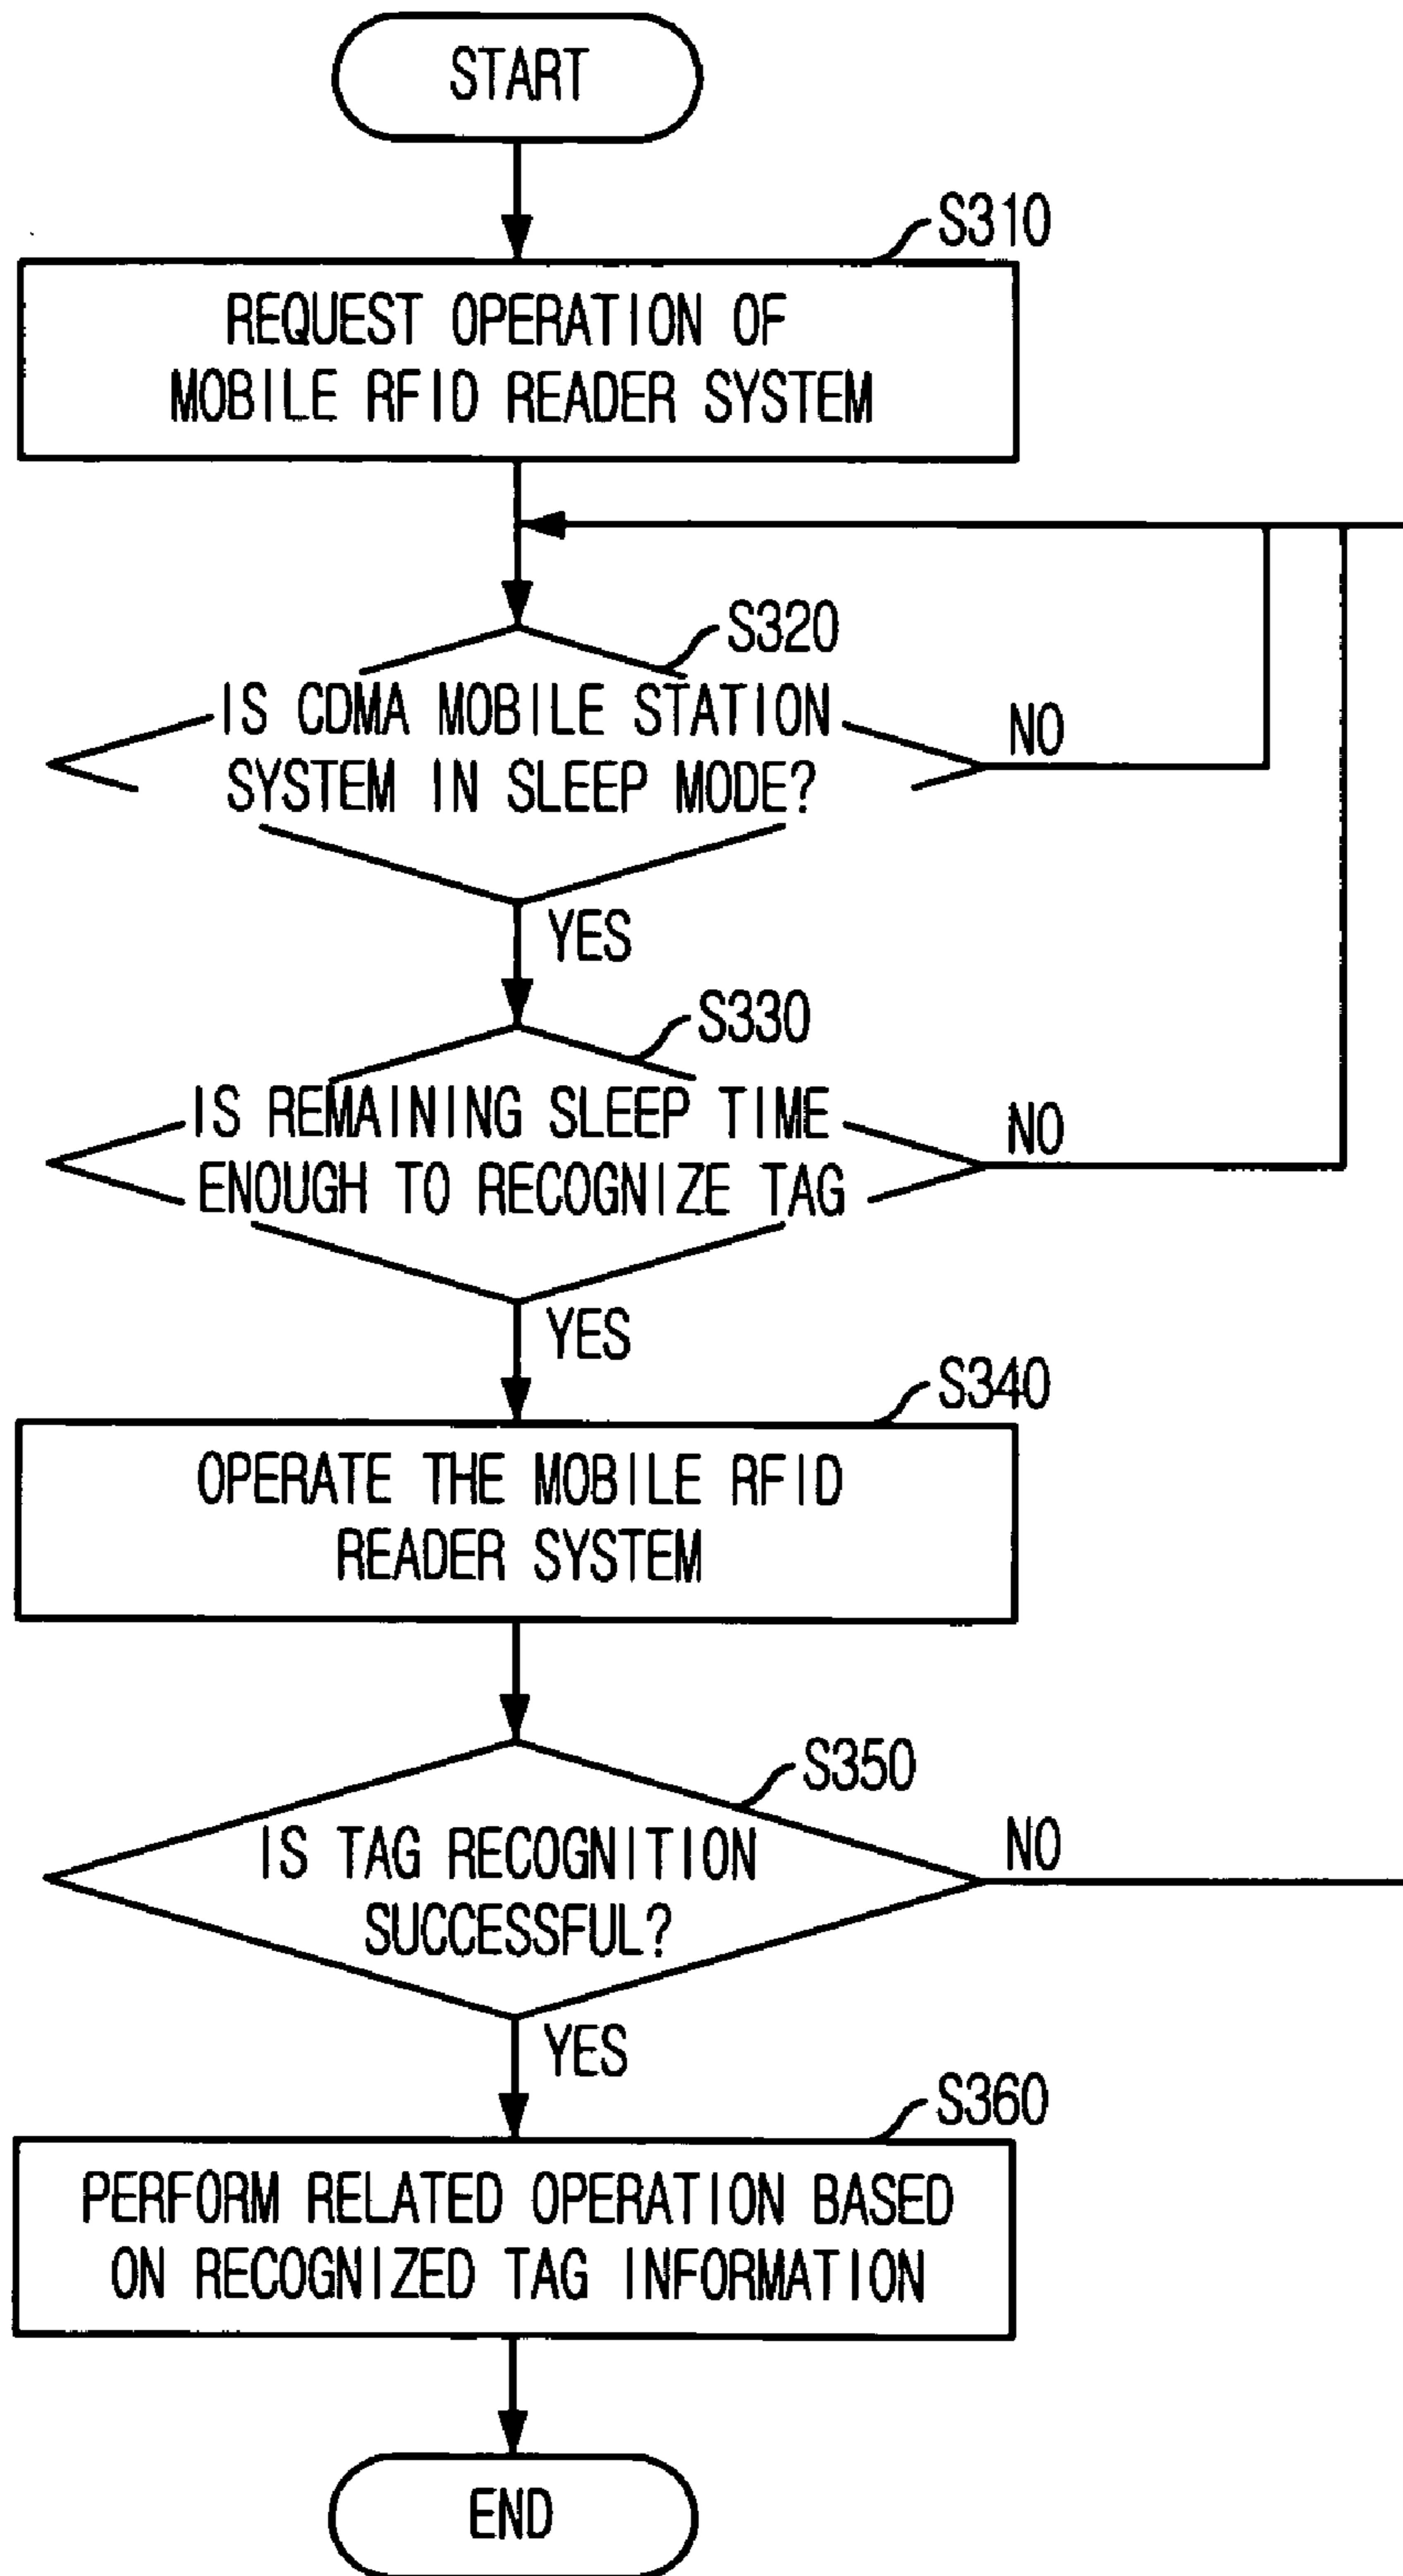 START
S310
REQUEST OPERATION OF
MOBILE RFID READER SYSTEM
S320
IS CDMA MOBILE STATION
SYSTEM IN SLEEP MODE?
NO
YES
S330
IS REMAINING SLEEP TIME
ENOUGH TO RECOGNIZE TAG
NO
YES
S340
OPERATE THE MOBILE RFID
READER SYSTEM
S350
IS TAG RECOGNITION
SUCCESSFUL?
NO
YES
S360
PERFORM RELATED OPERATION BASED
ON RECOGNIZED TAG INFORMATION
END